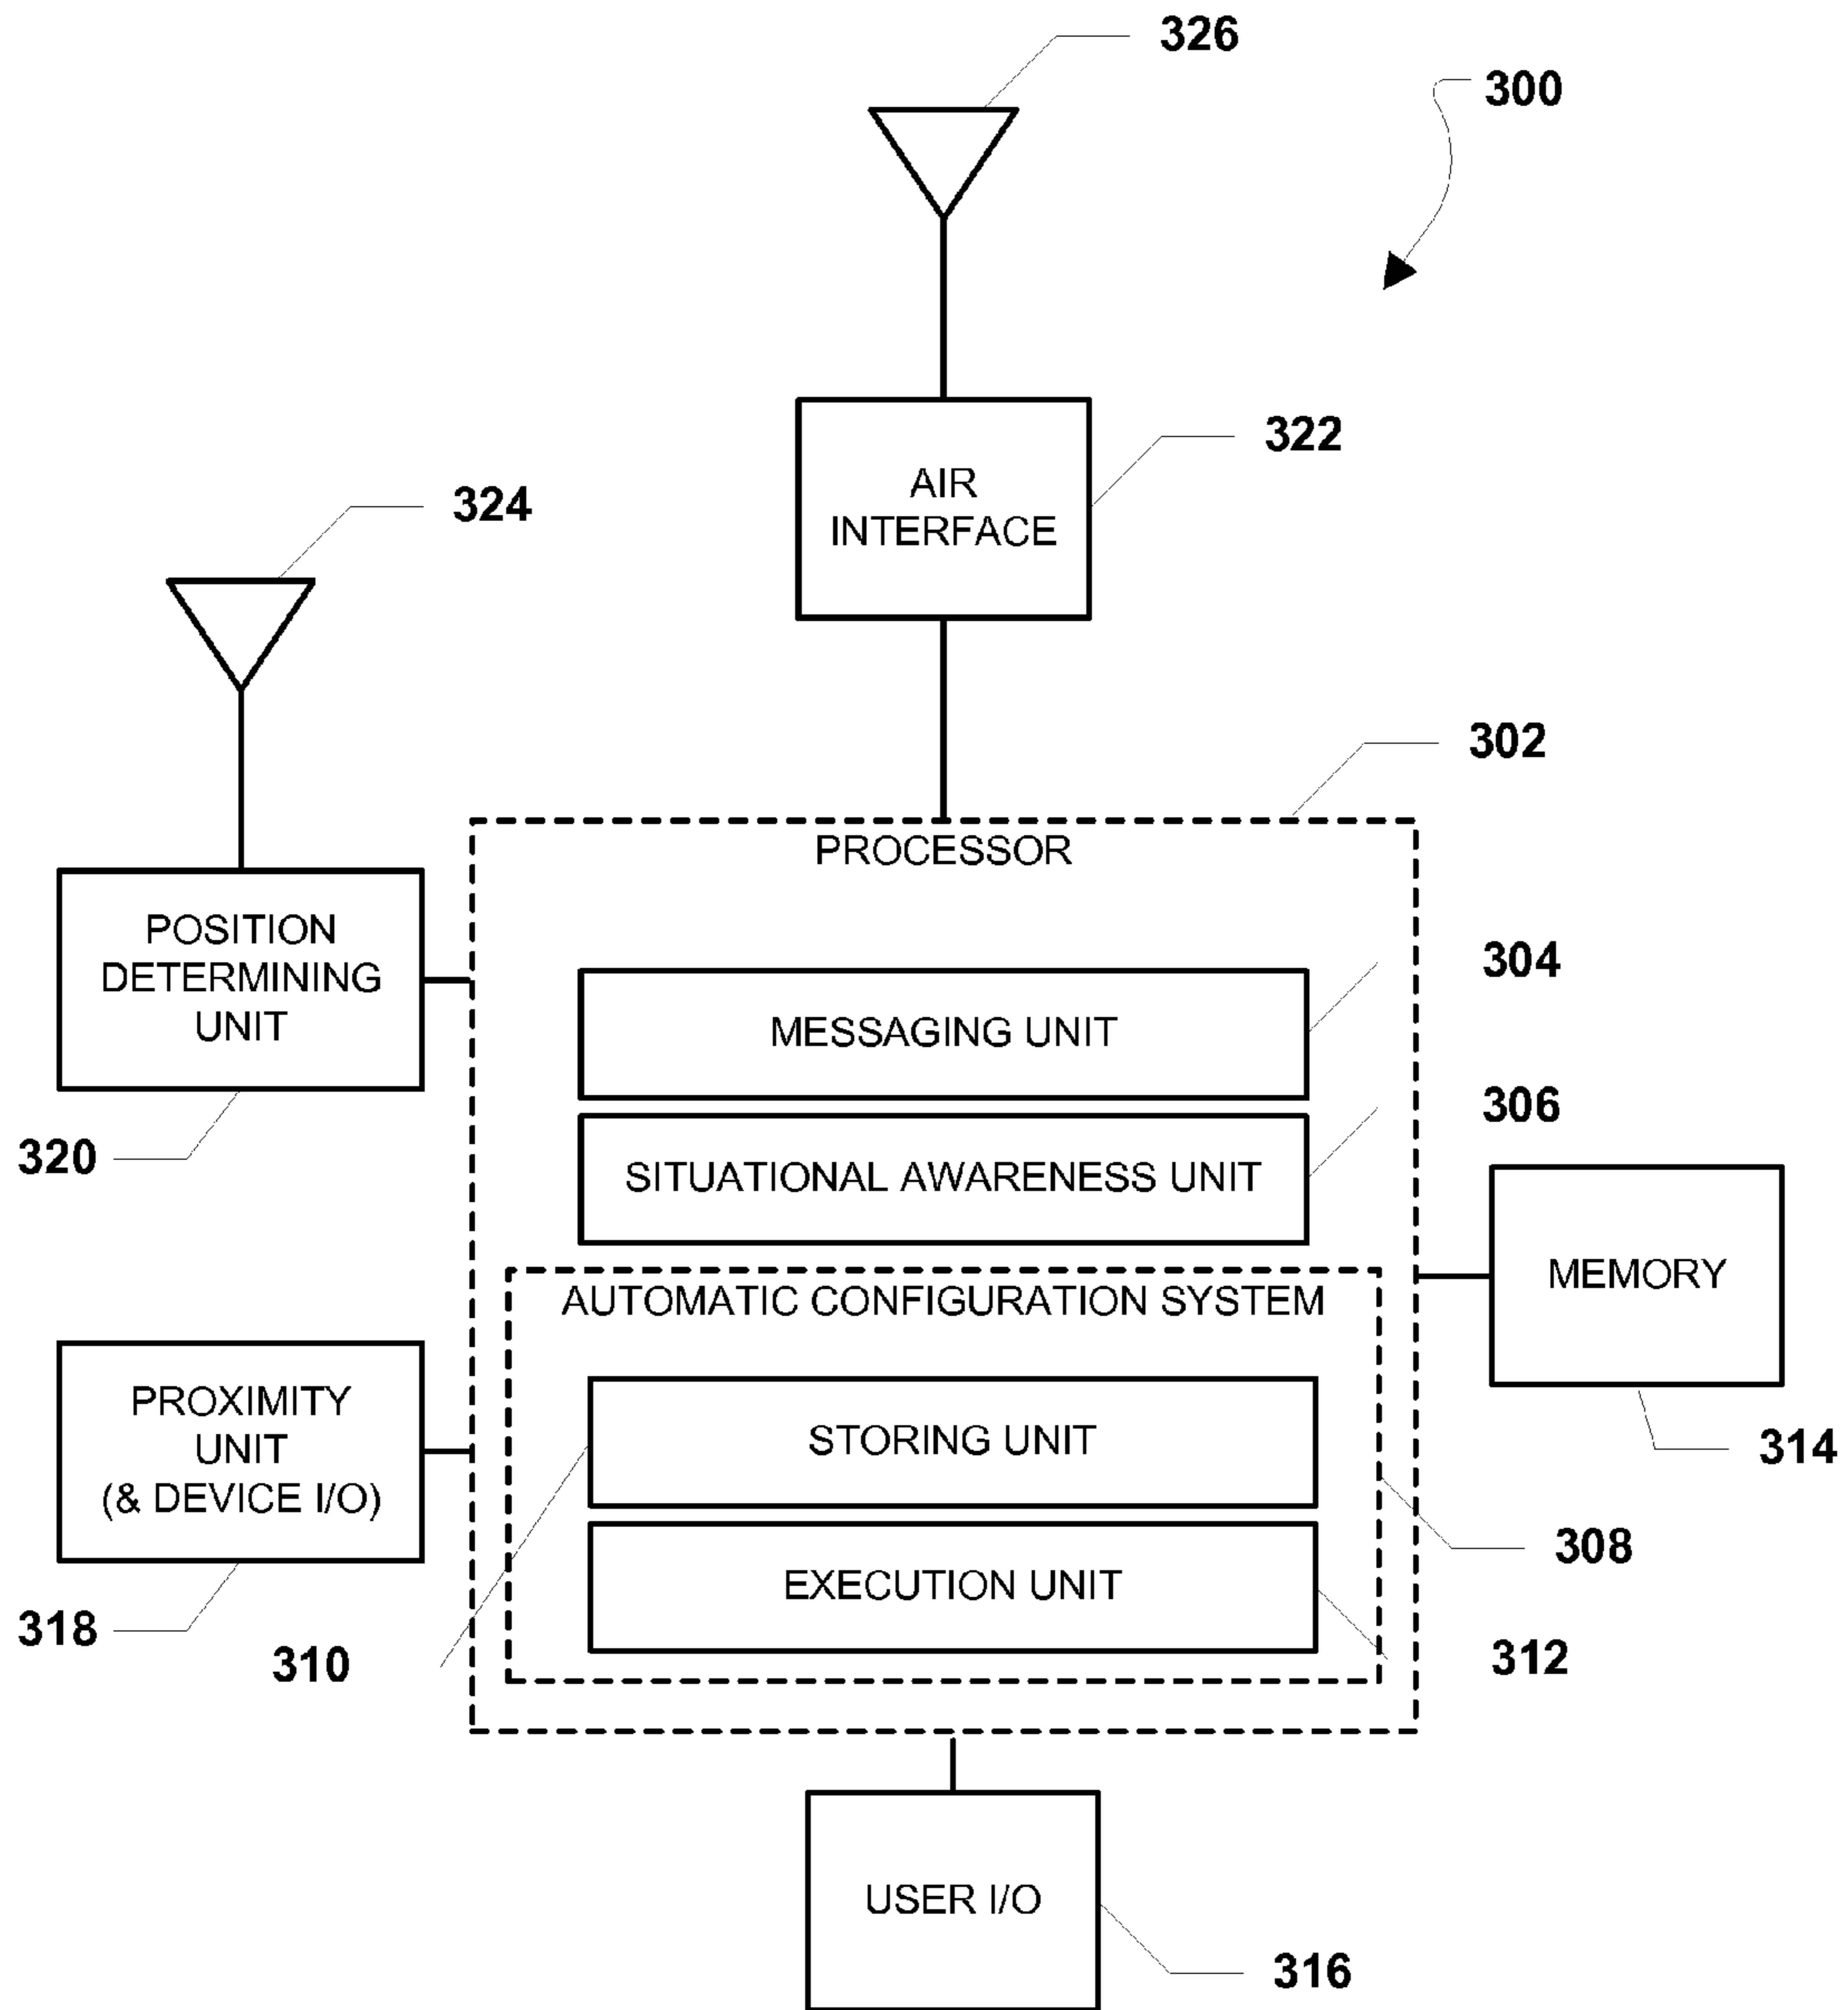 326
300
322
AIR
INTERFACE
324
302
PROCESSOR
POSITION
DETERMINING
UNIT
304
MESSAGING UNIT
306
320
SITUATIONAL AWARENESS UNIT
MEMORY
AUTOMATIC CONFIGURATION SYSTEM
PROXIMITY
UNIT
(& DEVICE I/O)
STORING UNIT
314
308
EXECUTION UNIT
318
310
312
USER I/O
316